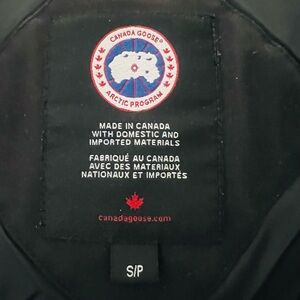 CANADA GOOSE®
ARCTIC PROGRAM
MADE IN CANADA
WITH DOMESTIC AND
IMPORTED MATERIALS
FABRIQUÉ AU CANADA
AVEC DES MATERIAUX
NATIONAUX ET IMPORTÉS
canadagoose.com
S/P